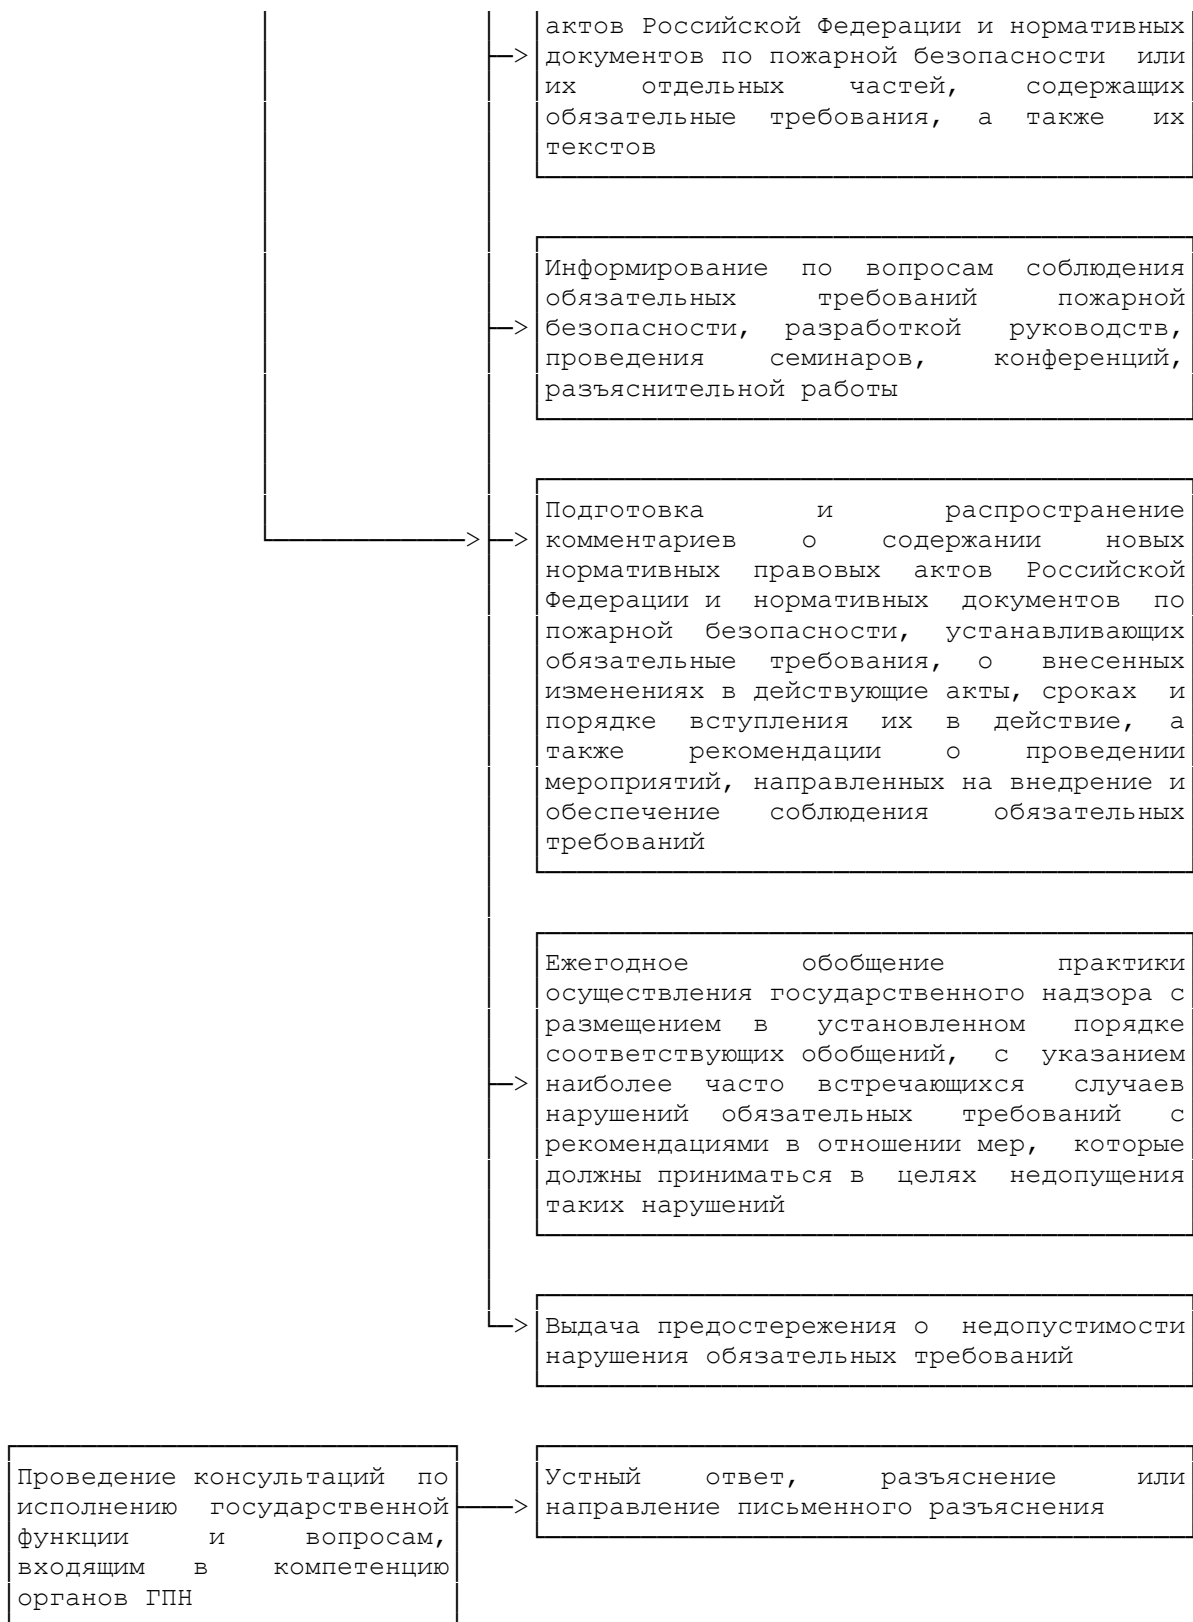 актов Российской Федерации и нормативных
документов по пожарной безопасности или
их отдельных частей, содержащих
обязательные требования, а также их
текстов
Информирование по вопросам соблюдения
обязательных требований пожарной
безопасности, разработкой руководств,
проведения семинаров, конференций,
разъяснительной работы
Подготовка и распространение
комментариев о содержании новых
нормативных правовых актов Российской
Федерации и нормативных документов по
пожарной безопасности, устанавливающих
обязательные требования, о внесенных
изменениях в действующие акты, сроках и
порядке вступления их в действие, а
также рекомендации о проведении
мероприятий, направленных на внедрение и
обеспечение соблюдения обязательных
требований
Ежегодное обобщение практики
осуществления государственного надзора с
размещением в установленном порядке
соответствующих обобщений, с указанием
наиболее часто встречающихся случаев
нарушений обязательных требований с
рекомендациями в отношении мер, которые
должны приниматься в целях недопущения
таких нарушений
Выдача предостережения о недопустимости
нарушения обязательных требований
Проведение консультаций по
исполнению государственной
функции и вопросам,
входящим в компетенцию
органов ГПН
Устный ответ, разъяснение или
направление письменного разъяснения